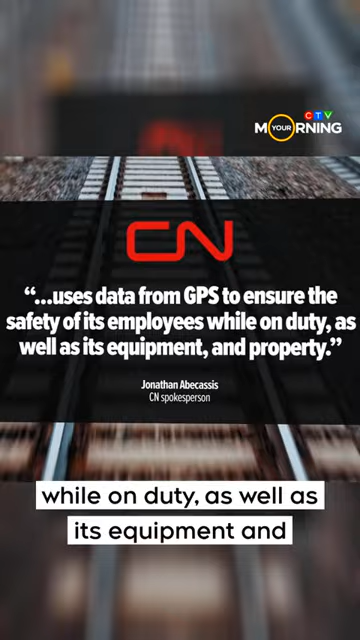 CTV
MORNING
YOUR
CN
“...uses data from GPS to ensure the
safety of its employees while on duty, as
well as its equipment, and property.”
Jonathan Abecassis
CN spokesperson
while on duty, as well as
its equipment and